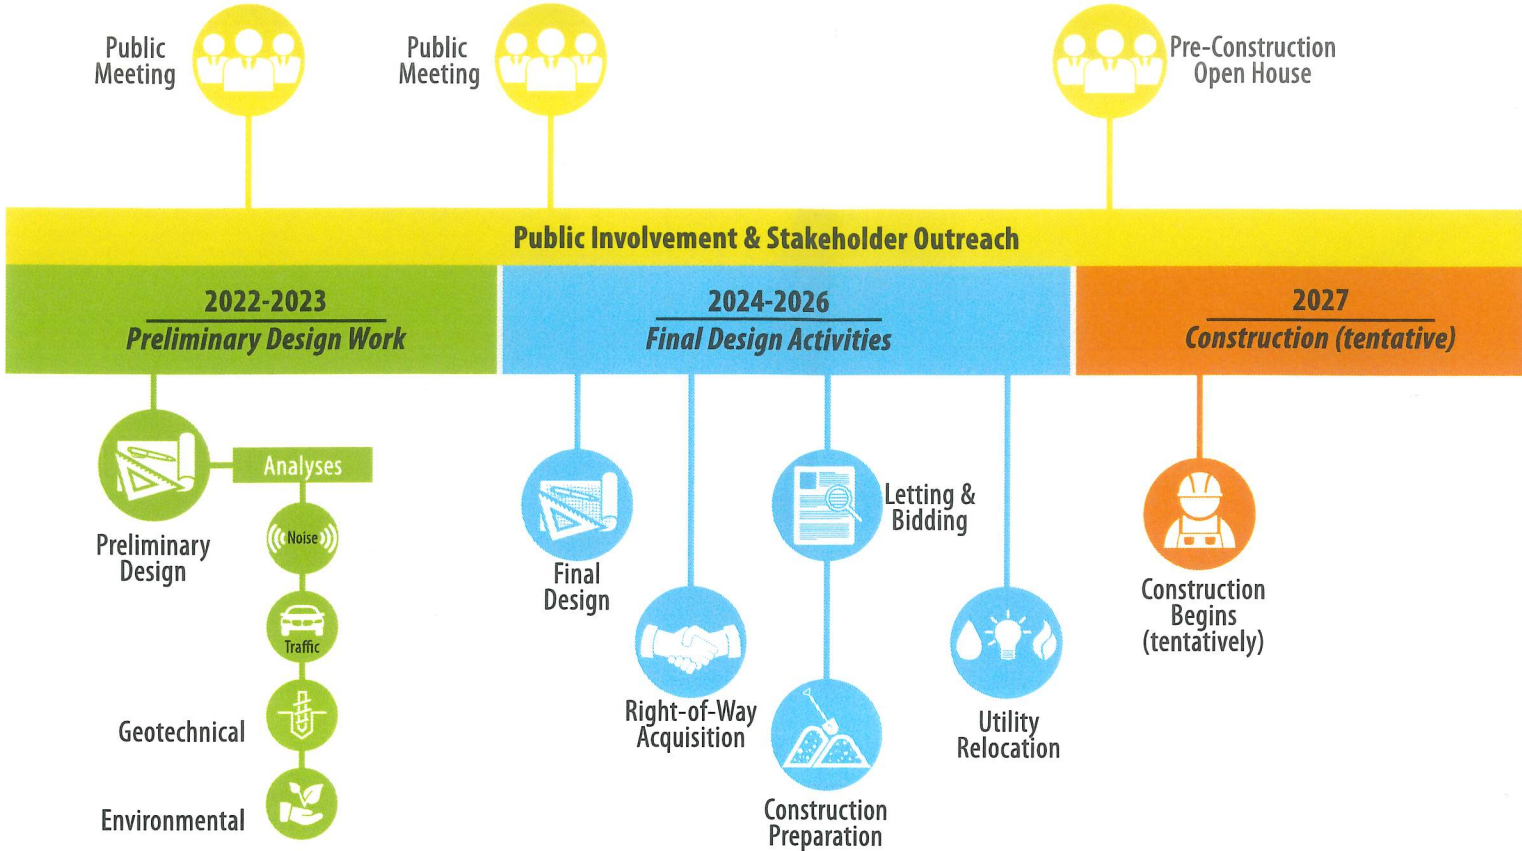 Public
Meeting
Public
Meeting
Pre-Construction
Open House
Public Involvement & Stakeholder Outreach
2022-2023
Preliminary Design Work
2024-2026
Final Design Activities
2027
Construction (tentative)
Preliminary
Design
Analyses
Noise
Traffic
Geotechnical
Environmental
Final
Design
Right-of-Way
Acquisition
Letting &
Bidding
Construction
Preparation
Utility
Relocation
Construction
Begins
(tentatively)